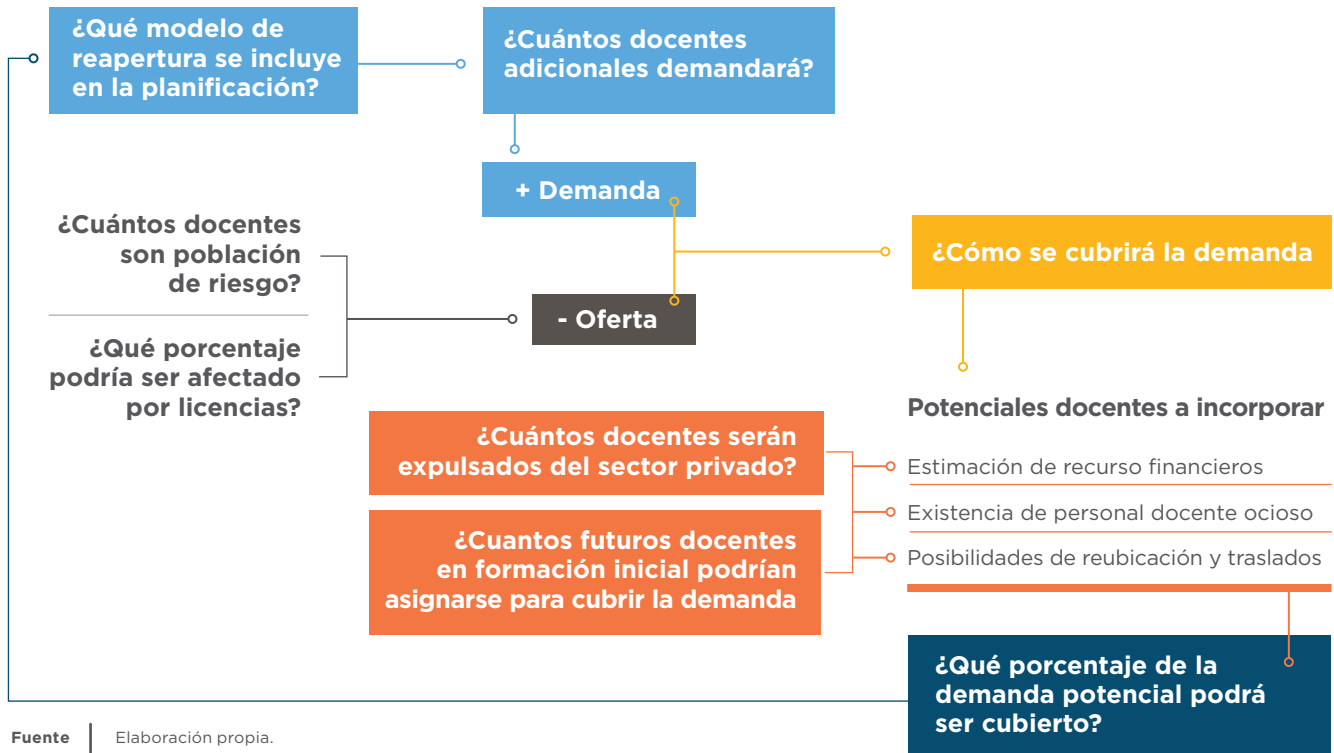 ¿Qué modelo de
reapertura se incluye
en la planificación?
¿Cuántos docentes
adicionales demandará?
+ Demanda
¿Cuántos docentes
son población
de riesgo?
¿Qué porcentaje
podría ser afectado
por licencias?
- Oferta
¿Cómo se cubrirá la demanda
Potenciales docentes a incorporar
Estimación de recurso financieros
Existencia de personal docente ocioso
Posibilidades de reubicación y traslados
¿Cuántos docentes serán
expulsados del sector privado?
¿Cuantos futuros docentes
en formación inicial podrían
asignarse para cubrir la demanda
¿Qué porcentaje de la
demanda potencial podrá
ser cubierto?
Fuente | Elaboración propia.